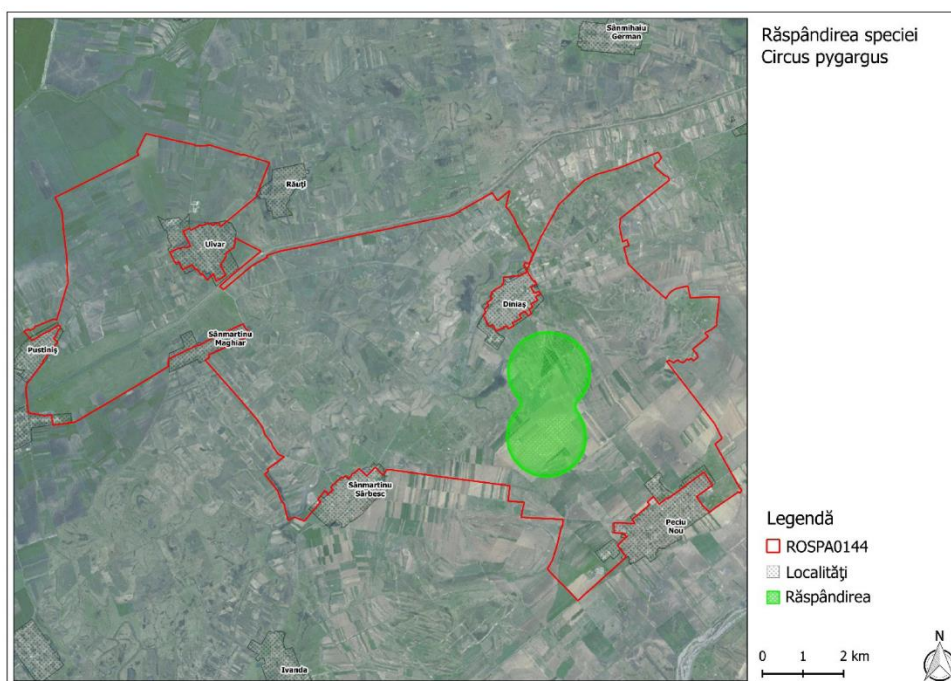 Răspândirea speciei
Circus pygargus
Sânmihaiu
German
Răuți
Uivar
Diniaș
Sânmartinu
Maghiar
Pustiniș
Sânmartinu
Sârbesc
Peciu
Nou
Ivanda
Legendă
ROSPA0144
Localităţi
Răspândirea
0 1 2 km
N